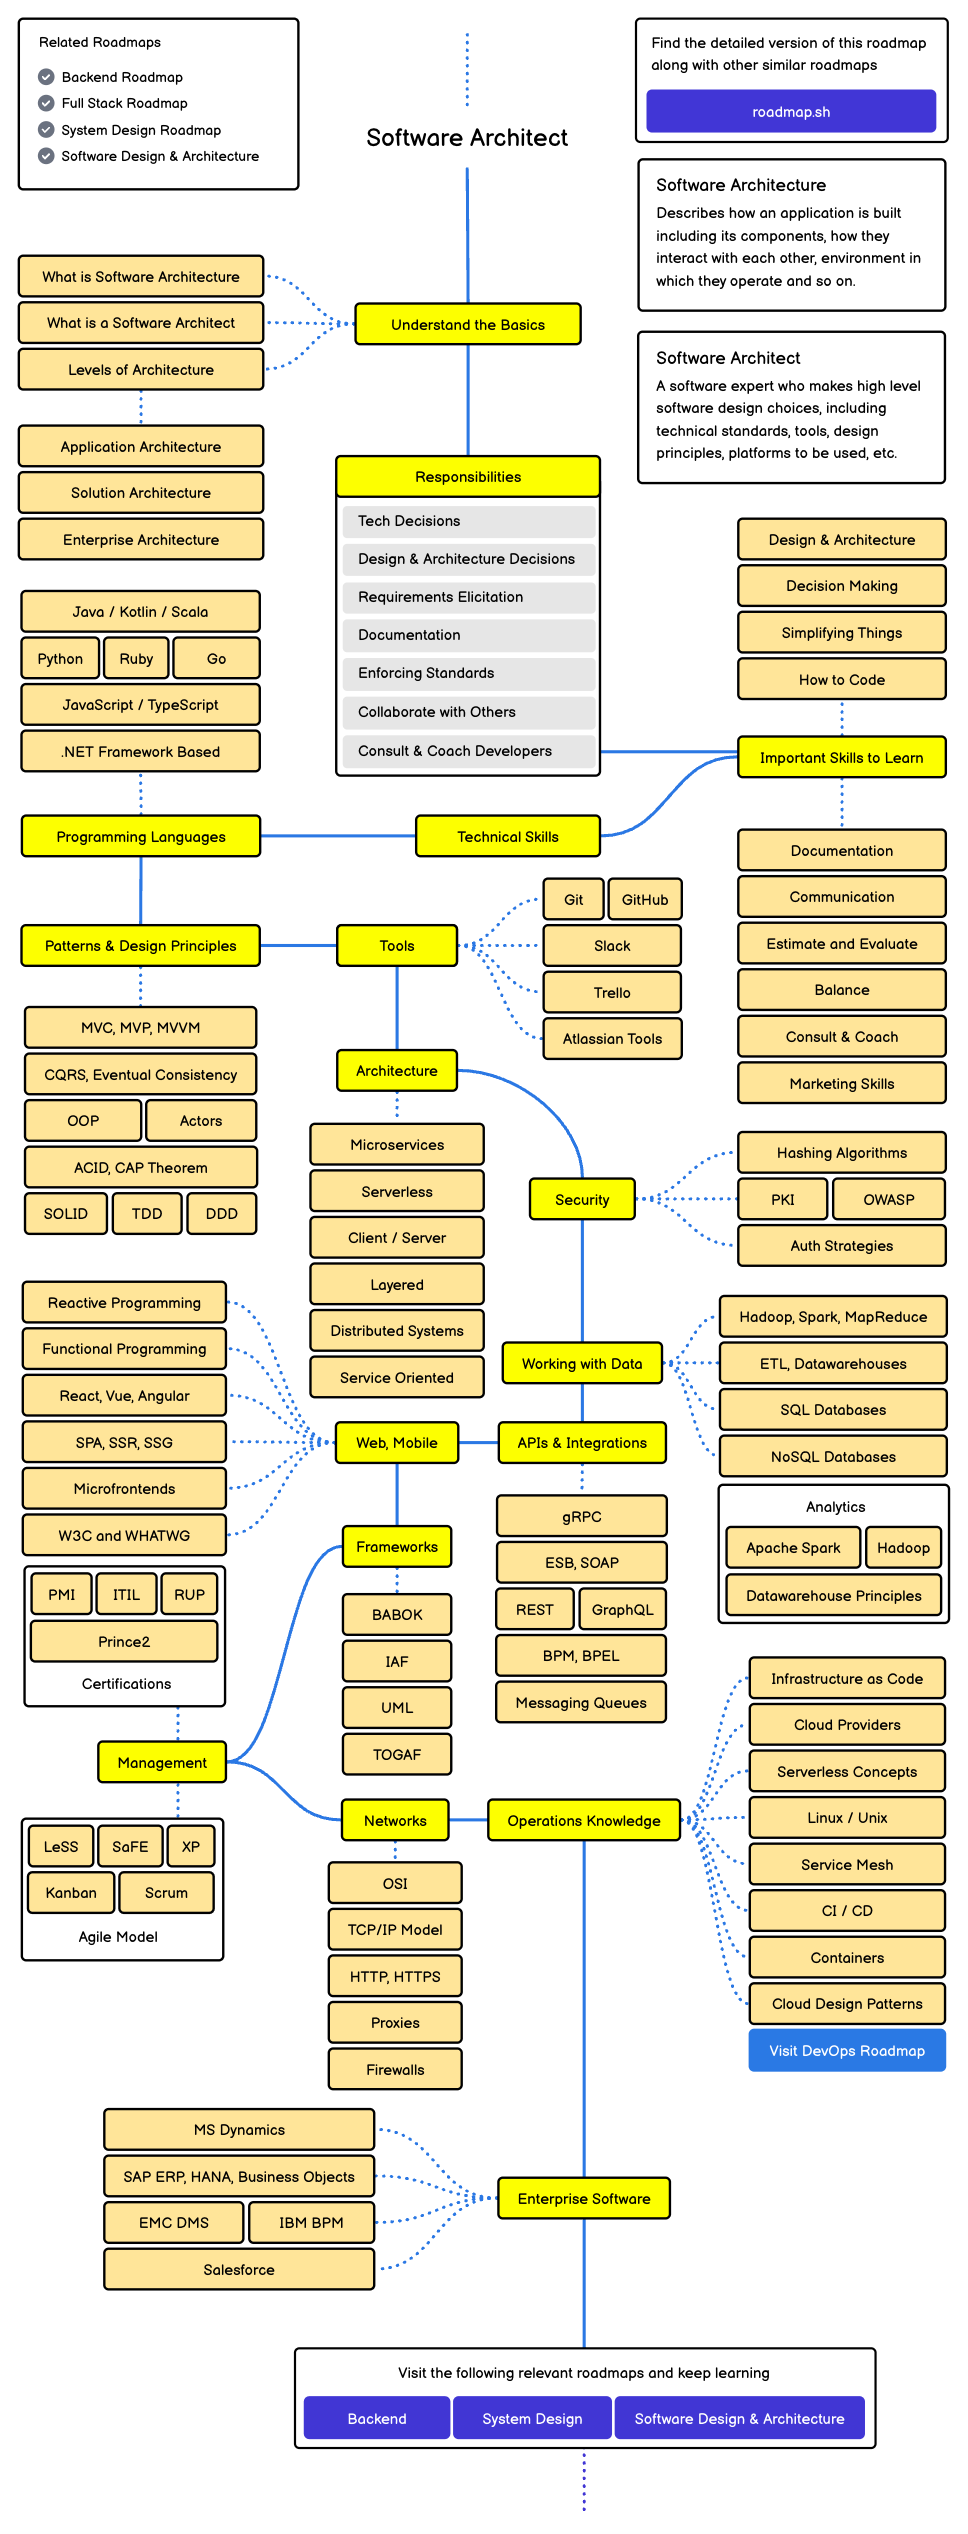 Related Roadmaps
Backend Roadmap
Full Stack Roadmap
System Design Roadmap
Software Design & Architecture
Software Architect
Find the detailed version of this roadmap
along with other similar roadmaps
roadmap.sh
Software Architecture
Describes how an application is built
including its components, how they
interact with each other, environment in
which they operate and so on.
What is Software Architecture
What is a Software Architect
Levels of Architecture
Understand the Basics
Software Architect
A software expert who makes high level
software design choices, including
technical standards, tools, design
principles, platforms to be used, etc.
Application Architecture
Solution Architecture
Enterprise Architecture
Responsibilities
Tech Decisions
Design & Architecture Decisions
Requirements Elicitation
Documentation
Enforcing Standards
Collaborate with Others
Consult & Coach Developers
Design & Architecture
Decision Making
Simplifying Things
How to Code
Important Skills to Learn
Java / Kotlin / Scala
Python
Ruby
Go
JavaScript / TypeScript
.NET Framework Based
Programming Languages
Technical Skills
Documentation
Communication
Estimate and Evaluate
Balance
Consult & Coach
Marketing Skills
Patterns & Design Principles
Tools
Git
GitHub
Slack
Trello
Atlassian Tools
MVC, MVP, MVVM
CQRS, Eventual Consistency
OOP
Actors
ACID, CAP Theorem
SOLID
TDD
DDD
Architecture
Microservices
Serverless
Client / Server
Layered
Distributed Systems
Service Oriented
Security
Hashing Algorithms
PKI
OWASP
Auth Strategies
Working with Data
Hadoop, Spark, MapReduce
ETL, Datawarehouses
SQL Databases
NoSQL Databases
Analytics
Apache Spark
Hadoop
Datawarehouse Principles
Reactive Programming
Functional Programming
React, Vue, Angular
SPA, SSR, SSG
Microfrontends
W3C and WHATWG
Web, Mobile
APIs & Integrations
gRPC
ESB, SOAP
REST
GraphQL
BPM, BPEL
Messaging Queues
Frameworks
BABOK
IAF
UML
TOGAF
PMI
ITIL
RUP
Prince2
Certifications
Management
LeSS
SaFE
XP
Kanban
Scrum
Agile Model
Networks
OSI
TCP/IP Model
HTTP, HTTPS
Proxies
Firewalls
Operations Knowledge
Infrastructure as Code
Cloud Providers
Serverless Concepts
Linux / Unix
Service Mesh
CI / CD
Containers
Cloud Design Patterns
Visit DevOps Roadmap
MS Dynamics
SAP ERP, HANA, Business Objects
EMC DMS
IBM BPM
Salesforce
Enterprise Software
Visit the following relevant roadmaps and keep learning
Backend
System Design
Software Design & Architecture